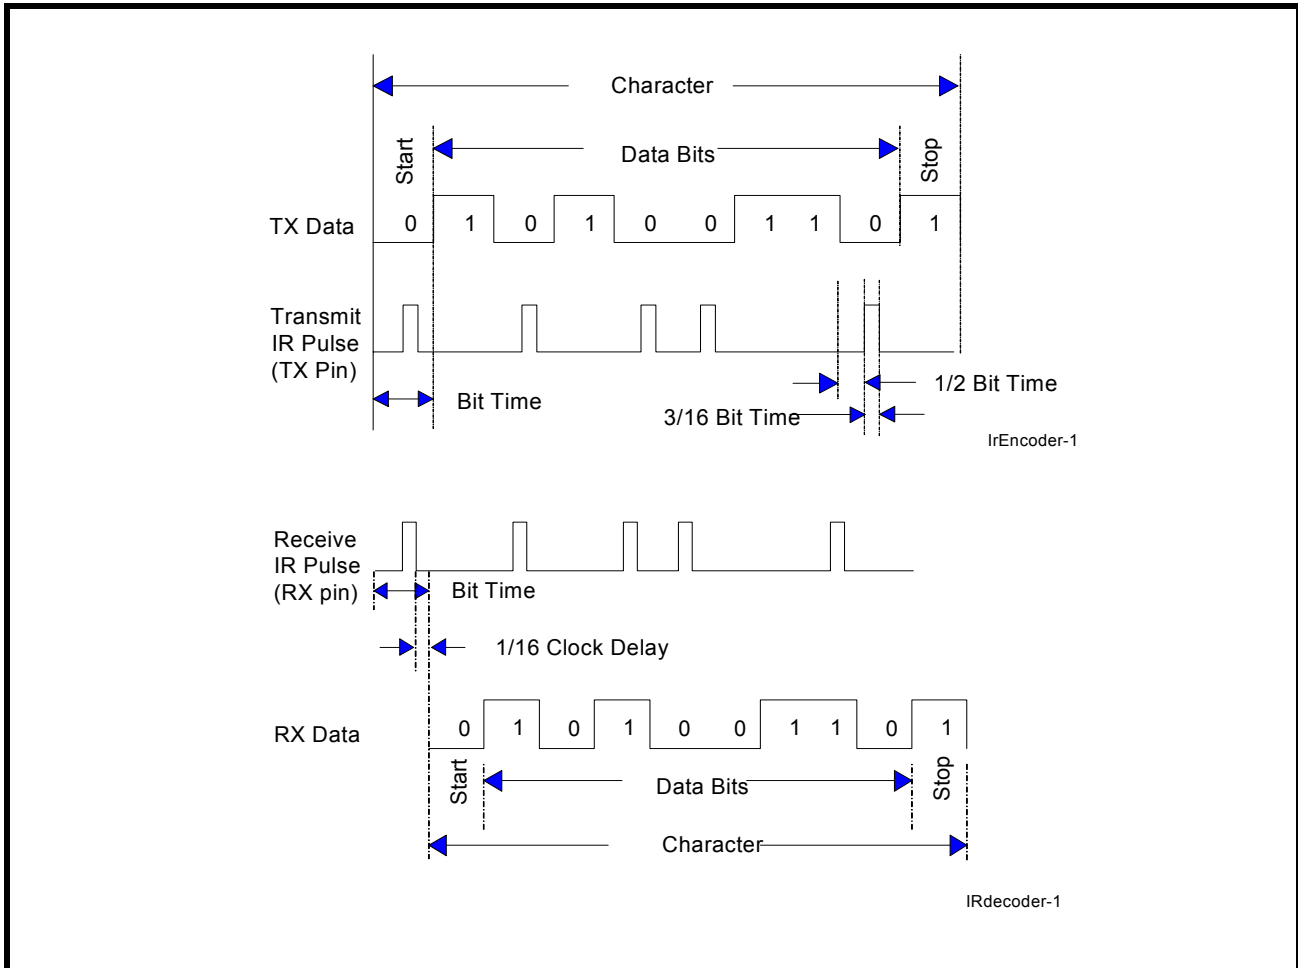 Character
Start
Data Bits
Stop
TX Data
0 1 0 1 0 0 1 1 0 1
Transmit
IR Pulse
(TX Pin)
Bit Time
1/2 Bit Time
3/16 Bit Time
IrEncoder-1
Receive
IR Pulse
(RX pin)
Bit Time
1/16 Clock Delay
RX Data
0 1 0 1 0 0 1 1 0 1
Start
Data Bits
Stop
Character
IRdecoder-1